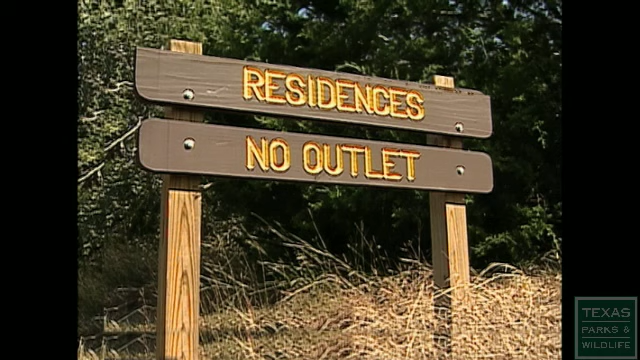 RESIDENCES
NO OUTLET
TEXAS
PARKS &
WILDLIFE